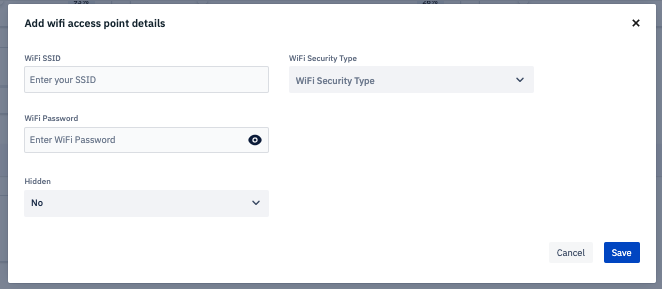 Add wifi access point details
WiFi SSID
Enter your SSID
WiFi Security Type
WiFi Security Type
WiFi Password
Enter WiFi Password
Hidden
No
Cancel
Save